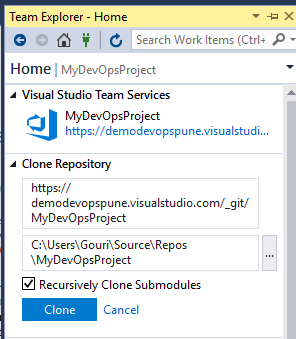 Team Explorer - Home
Search Work Items (Ct
Home | MyDevOpsProject
Visual Studio Team Services
MyDevOpsProject
https://demodevopspune.visualstudi...
Clone Repository
https://
demodevopspune.visualstudio.com/_git/
MyDevOpsProject
C:\Users\Gouri\Source\Repos
\MyDevOpsProject
...
Recursively Clone Submodules
Clone Cancel